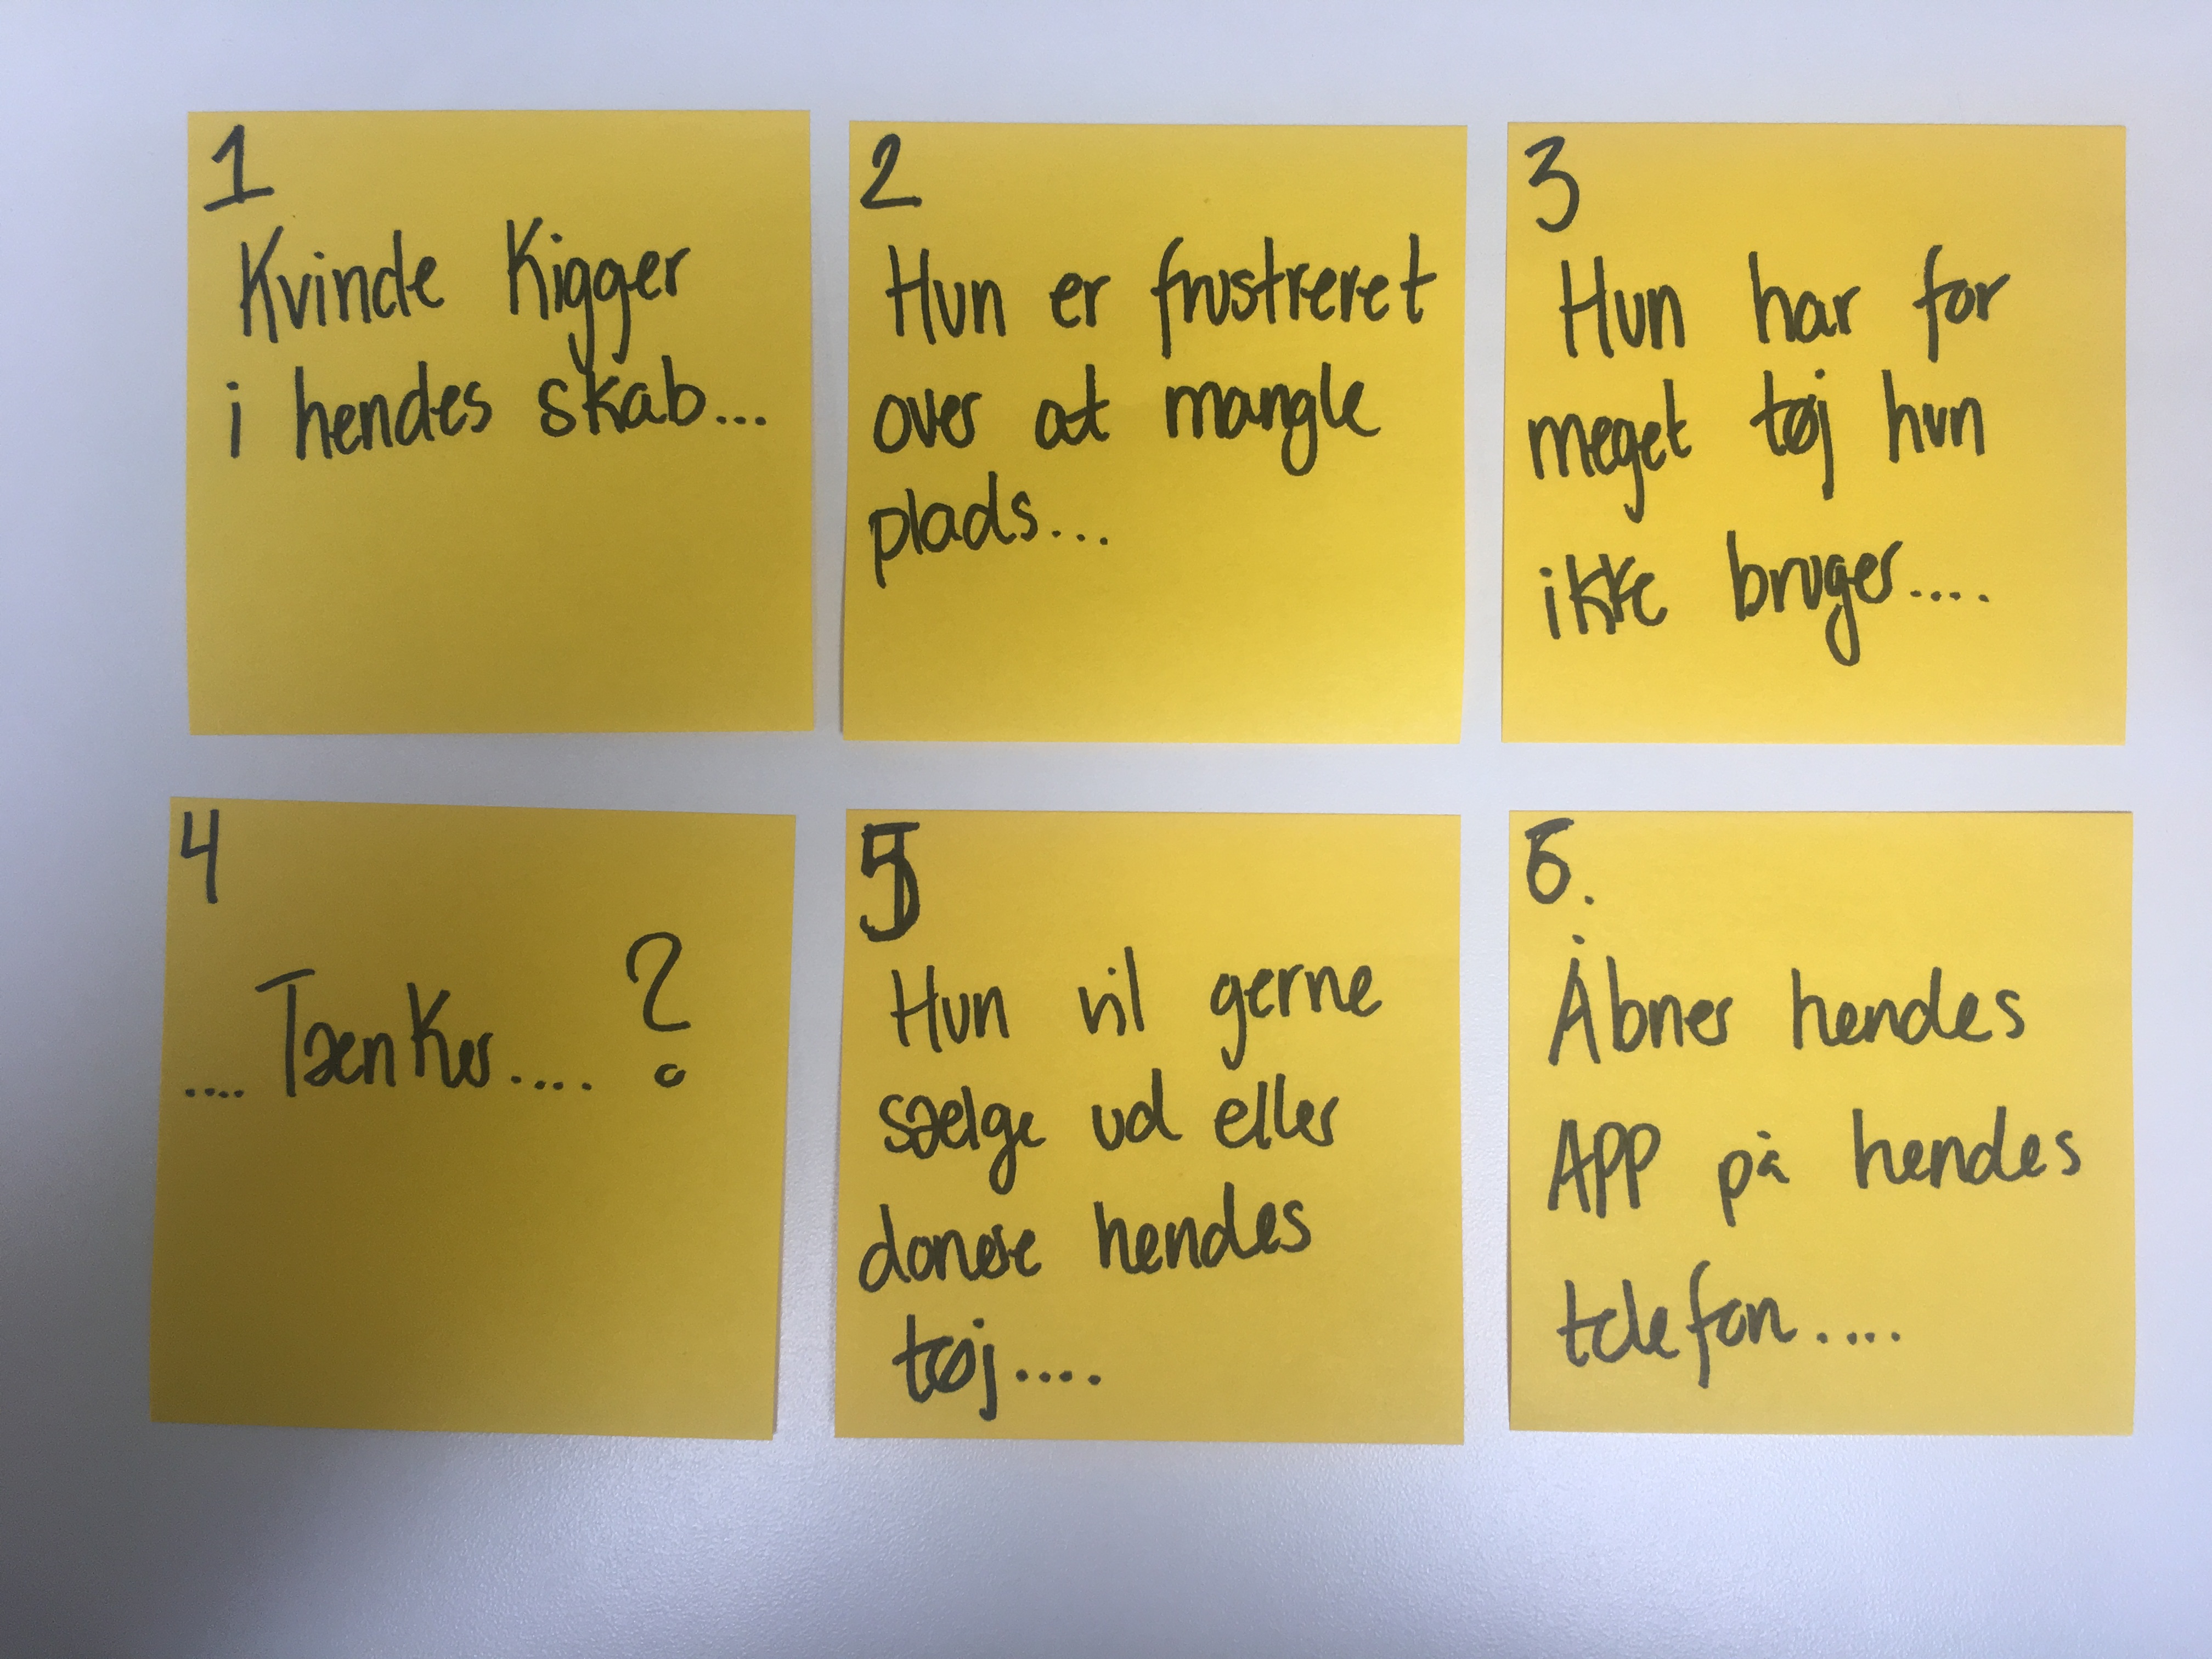 1
Kvinde Kigger
i hendes skab...
2
Hun er frustreret
over at mangle
plads...
3
Hun har for
meget tøj hun
ikke bruger....
4
.... Tænker.... ?
5
Hun vil gerne
sælge ud eller
donere hendes
tøj....
6.
Åbner hendes
APP på hendes
telefon....